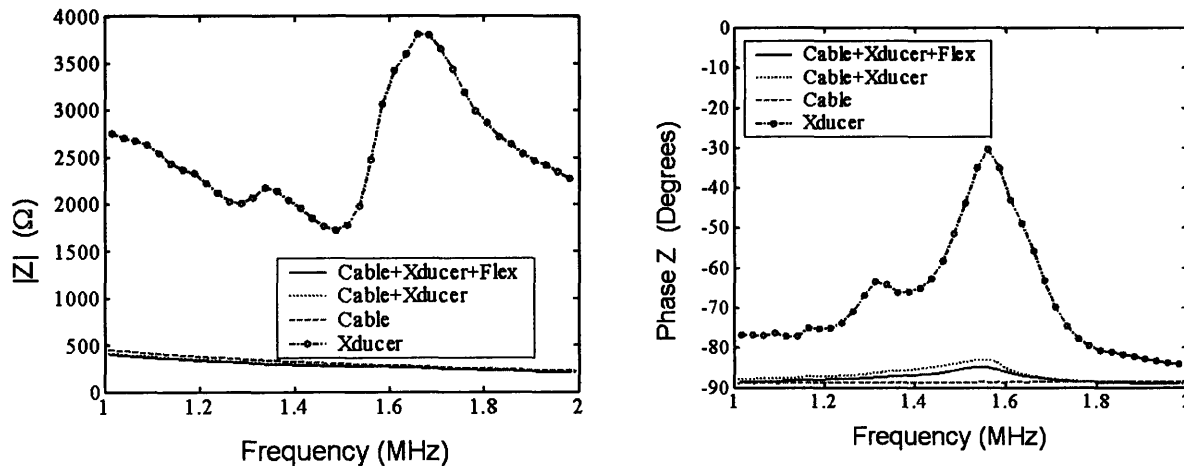 4000
3500
3000
2500
2000
1500
1000
500
0
|Z| (Ω)
Cable+Xducer+Flex
Cable+Xducer
Cable
Xducer
1 1.2 1.4 1.6 1.8 2
Frequency (MHz)
0
-10
-20
-30
-40
-50
-60
-70
-80
-90
Phase Z (Degrees)
Cable+Xducer+Flex
Cable+Xducer
Cable
Xducer
1 1.2 1.4 1.6 1.8 2
Frequency (MHz)